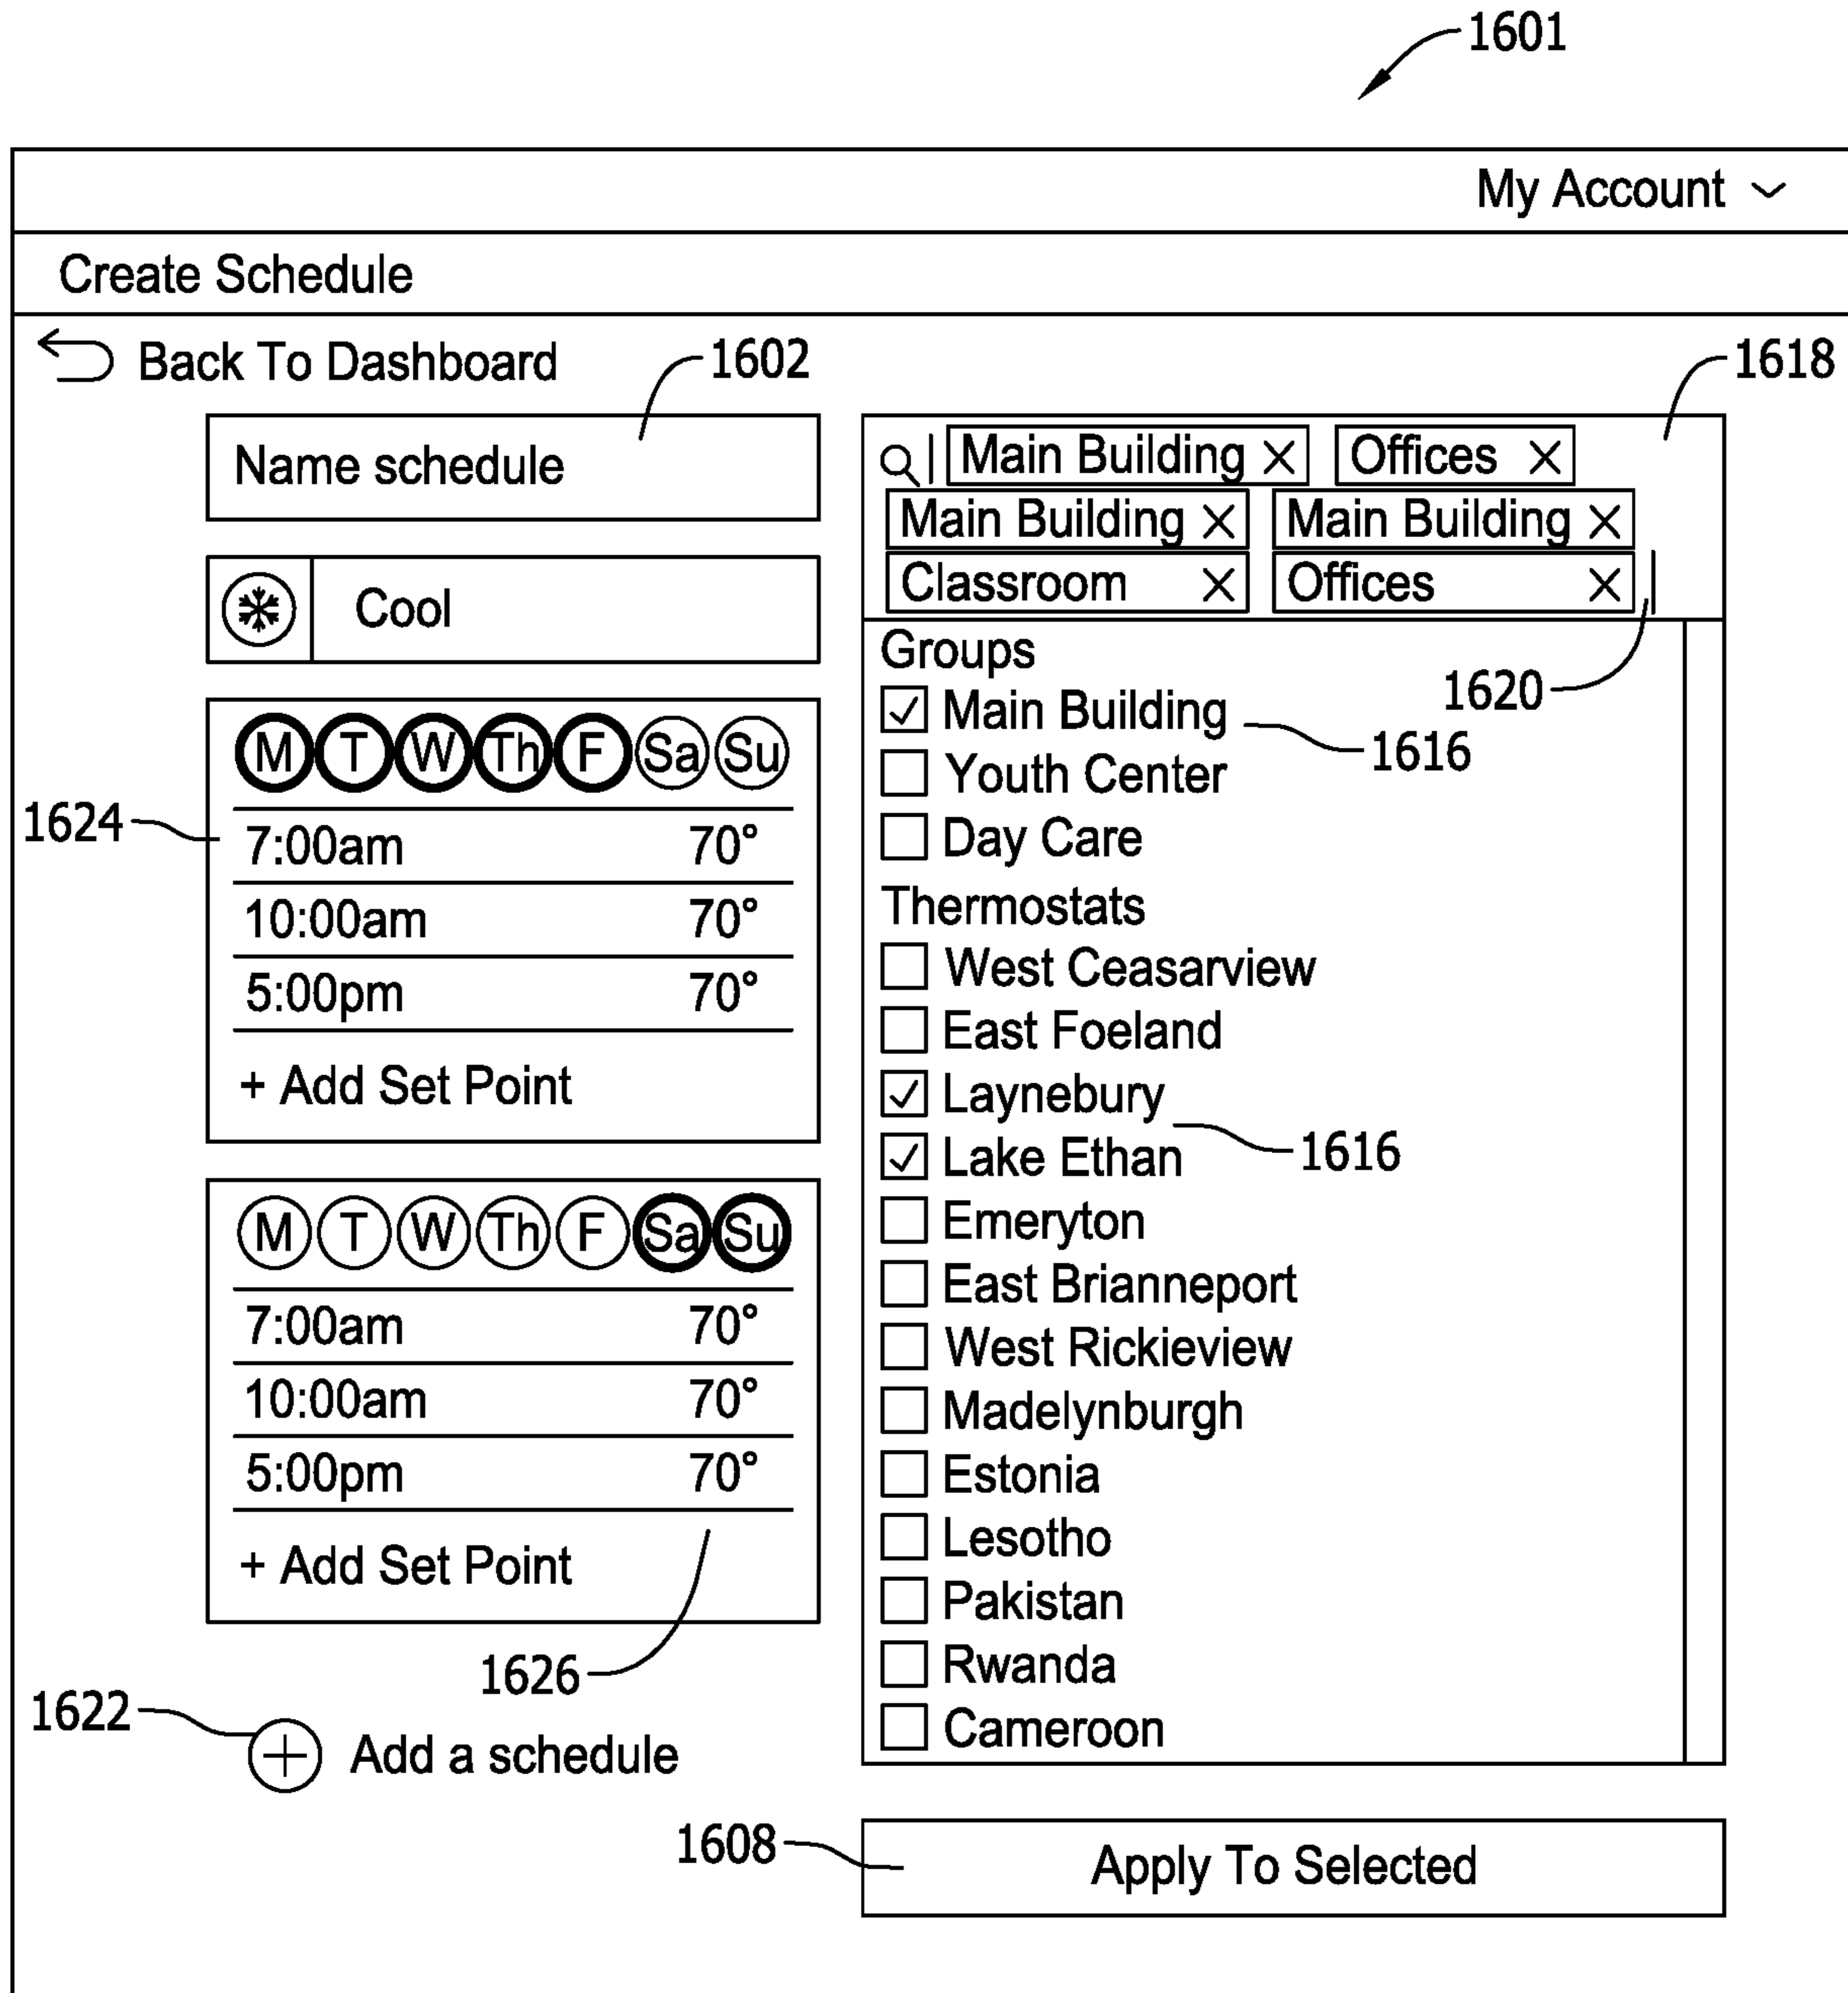 1601
My Account
Create Schedule
Back To Dashboard
1602
1618
Name schedule
Cool
M T W Th F Sa Su
1624
7:00am 70°
10:00am 70°
5:00pm 70°
+ Add Set Point
M T W Th F Sa Su
7:00am 70°
10:00am 70°
5:00pm 70°
+ Add Set Point
1626
1622
Add a schedule
Main Building X Offices X
Main Building X Main Building X
Classroom X Offices X
1620
Groups
Main Building
1616
Youth Center
Day Care
Thermostats
West Ceasarview
East Foeland
Laynebury
1616
Lake Ethan
Emeryton
East Brianneport
West Rickieview
Madelynburgh
Estonia
Lesotho
Pakistan
Rwanda
Cameroon
1608
Apply To Selected